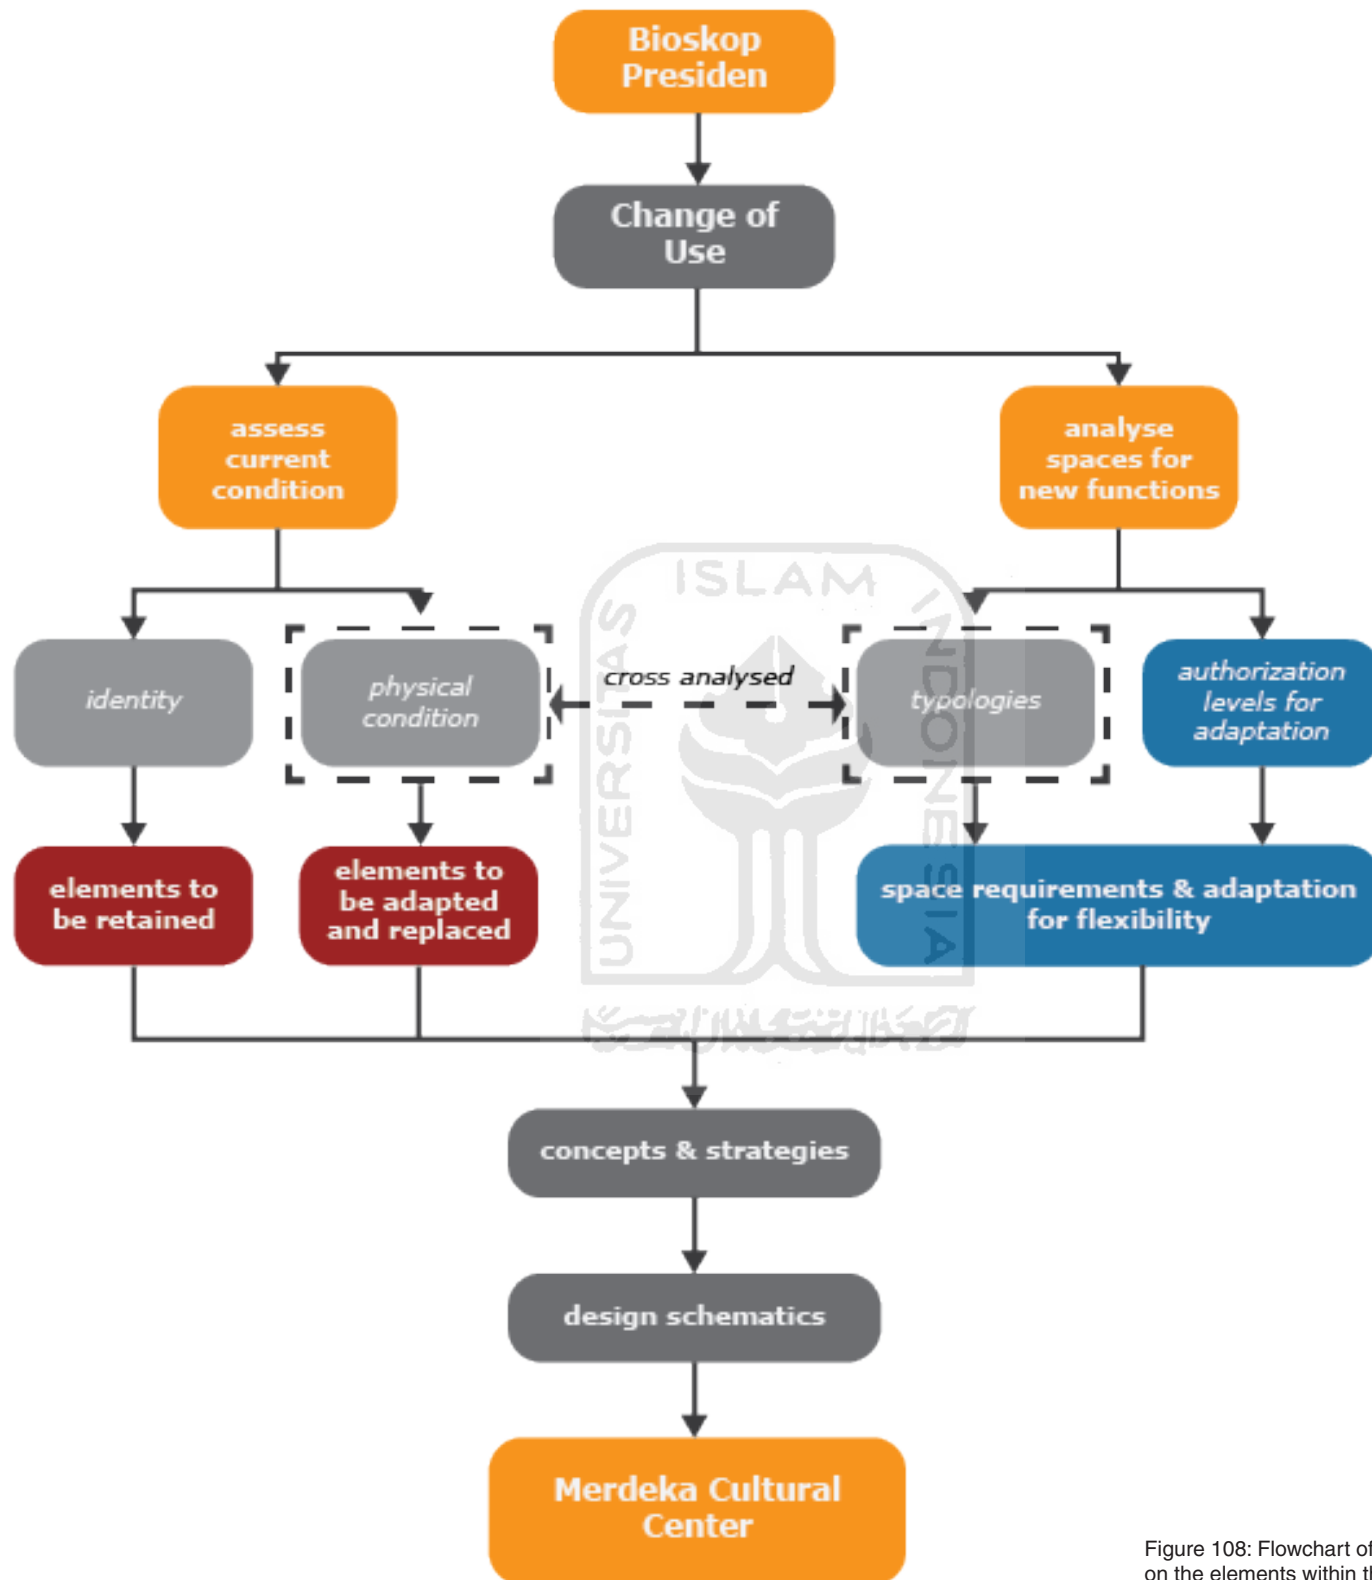 Bioskop
Presiden
Change of
Use
assess
current
condition
analyse
spaces for
new functions
identity
physical
condition
cross analysed
typologies
authorization
levels for
adaptation
elements to
be retained
elements to
be adapted
and replaced
space requirements & adaptation
for flexibility
concepts & strategies
design schematics
Merdeka Cultural
Center
UNIVERSITAS
ISLAM
INDONESIA
Figure 108: Flowchart of
on the elements within th